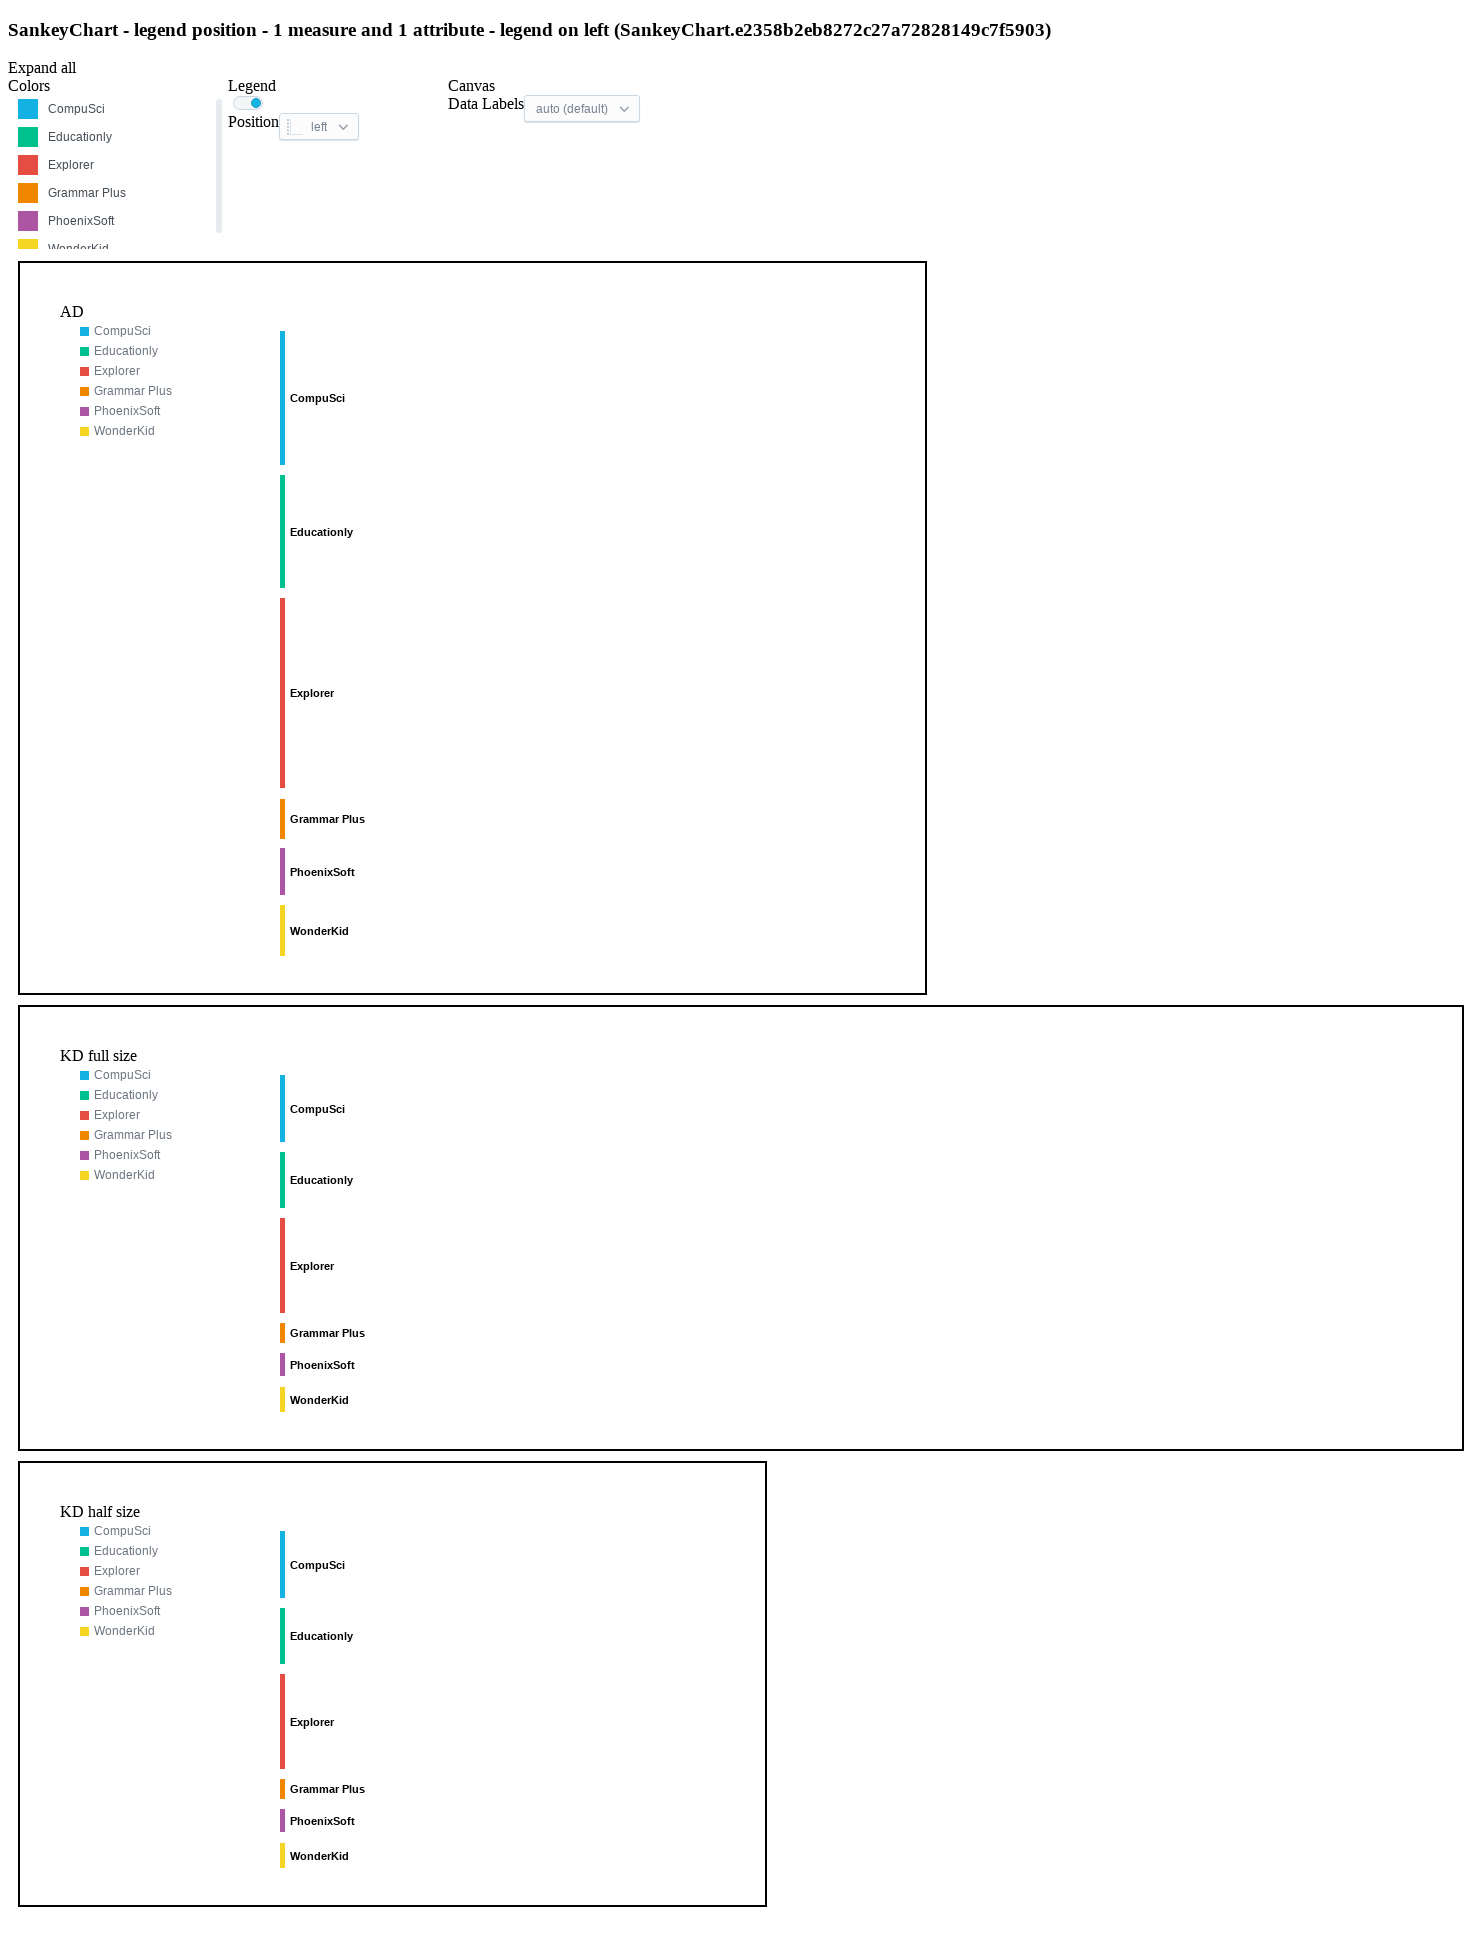 SankeyChart - legend position - 1 measure and 1 attribute - legend on left (SankeyChart.e2358b2eb8272c27a72828149c7f5903)
Expand all
Colors
CompuSci
Educationly
Explorer
Grammar Plus
PhoenixSoft
WonderKid
Legend
Position left
Canvas
Data Labels auto (default)
AD
CompuSci
Educationly
Explorer
Grammar Plus
PhoenixSoft
WonderKid
CompuSci
Educationly
Explorer
Grammar Plus
PhoenixSoft
WonderKid
KD full size
CompuSci
Educationly
Explorer
Grammar Plus
PhoenixSoft
WonderKid
CompuSci
Educationly
Explorer
Grammar Plus
PhoenixSoft
WonderKid
KD half size
CompuSci
Educationly
Explorer
Grammar Plus
PhoenixSoft
WonderKid
CompuSci
Educationly
Explorer
Grammar Plus
PhoenixSoft
WonderKid